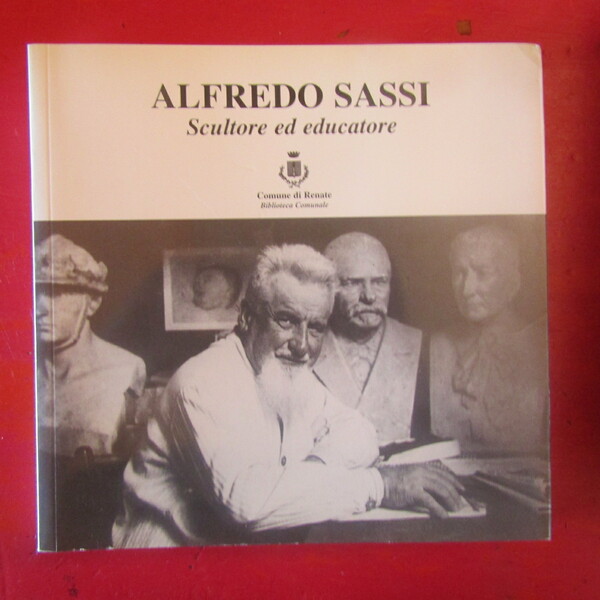 ALFREDO SASSI
Scultore ed educatore
Comune di Renate
Biblioteca Comunale